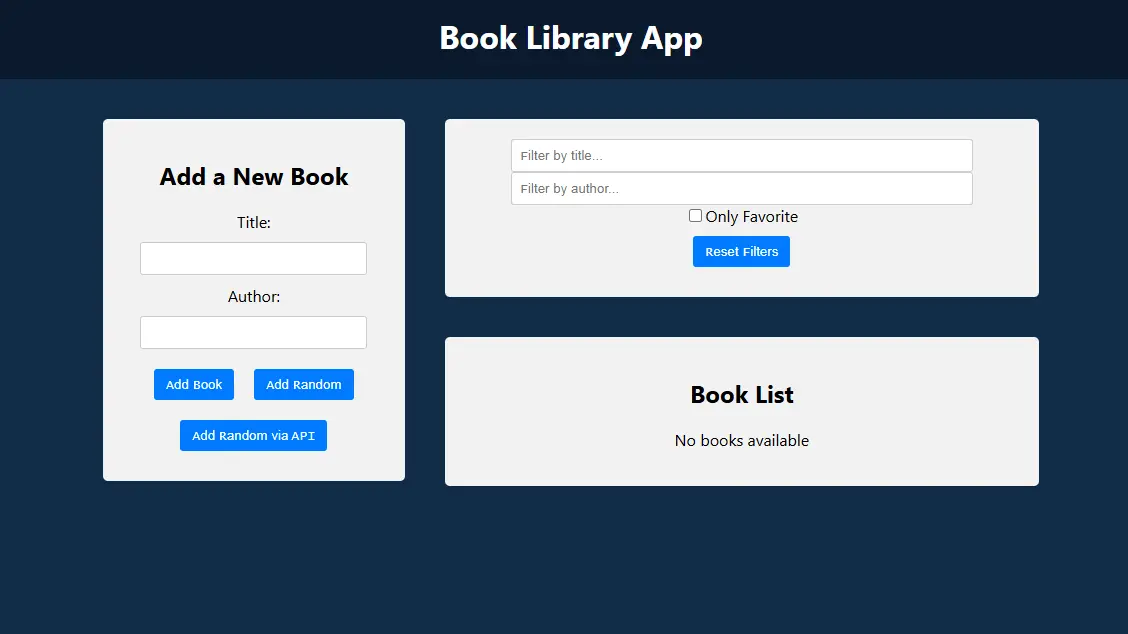 Book Library App
Add a New Book
Title:
Author:
Add Book Add Random
Add Random via API
Filter by title...
Filter by author...
Only Favorite
Reset Filters
Book List
No books available